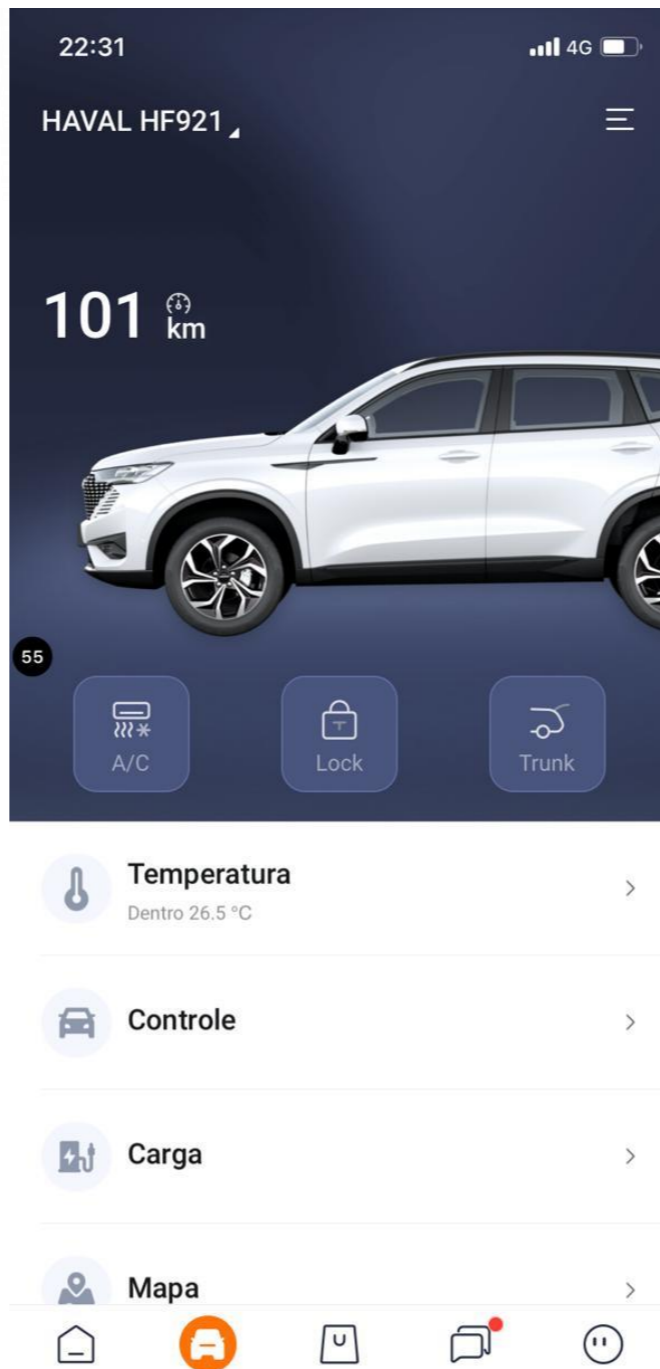 22:31
4G
HAVAL HF921
101 km
55
A/C
Lock
Trunk
Temperatura
Dentro 26.5 °C
Controle
Carga
Mapa